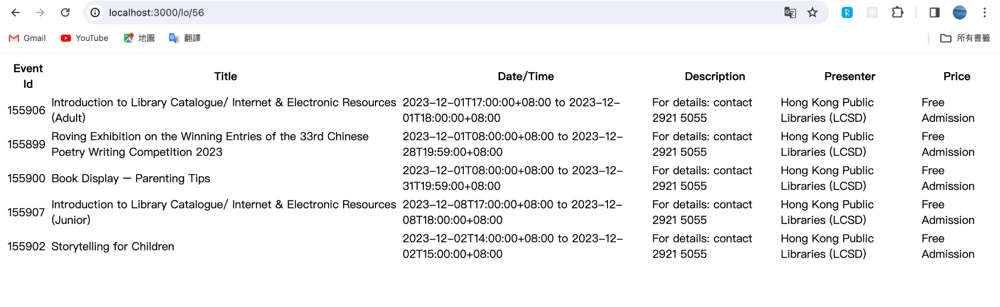 localhost:3000/lo/56
Gmail YouTube 地圖 翻譯 所有書籤
Event Id Title Date/Time Description Presenter Price
155906 Introduction to Library Catalogue/ Internet & Electronic Resources 2023-12-01T17:00:00+08:00 to 2023-12- For details: contact Hong Kong Public Free
(Adult) 01T18:00:00+08:00 2921 5055 Libraries (LCSD) Admission
155899 Roving Exhibition on the Winning Entries of the 33rd Chinese 2023-12-01T08:00:00+08:00 to 2023-12- For details: contact Hong Kong Public Free
Poetry Writing Competition 2023 28T19:59:00+08:00 2921 5055 Libraries (LCSD) Admission
155900 Book Display — Parenting Tips 2023-12-01T08:00:00+08:00 to 2023-12- For details: contact Hong Kong Public Free
31T19:59:00+08:00 2921 5055 Libraries (LCSD) Admission
155907 Introduction to Library Catalogue/ Internet & Electronic Resources 2023-12-08T17:00:00+08:00 to 2023-12- For details: contact Hong Kong Public Free
(Junior) 08T18:00:00+08:00 2921 5055 Libraries (LCSD) Admission
155902 Storytelling for Children 2023-12-02T14:00:00+08:00 to 2023-12- For details: contact Hong Kong Public Free
02T15:00:00+08:00 2921 5055 Libraries (LCSD) Admission